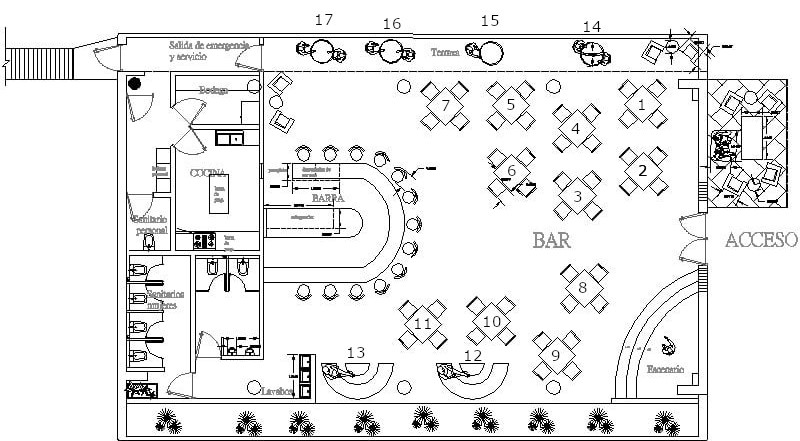 17
16
15
14
Salida de emergencia
y servicio
Terraza
Bodega
7
5
1
4
COCINA
6
2
3
BARRA
Sanitario
personal
BAR
ACCESO
Sanitarios
mujeres
8
11
10
9
13
12
Escenario
Lavabos